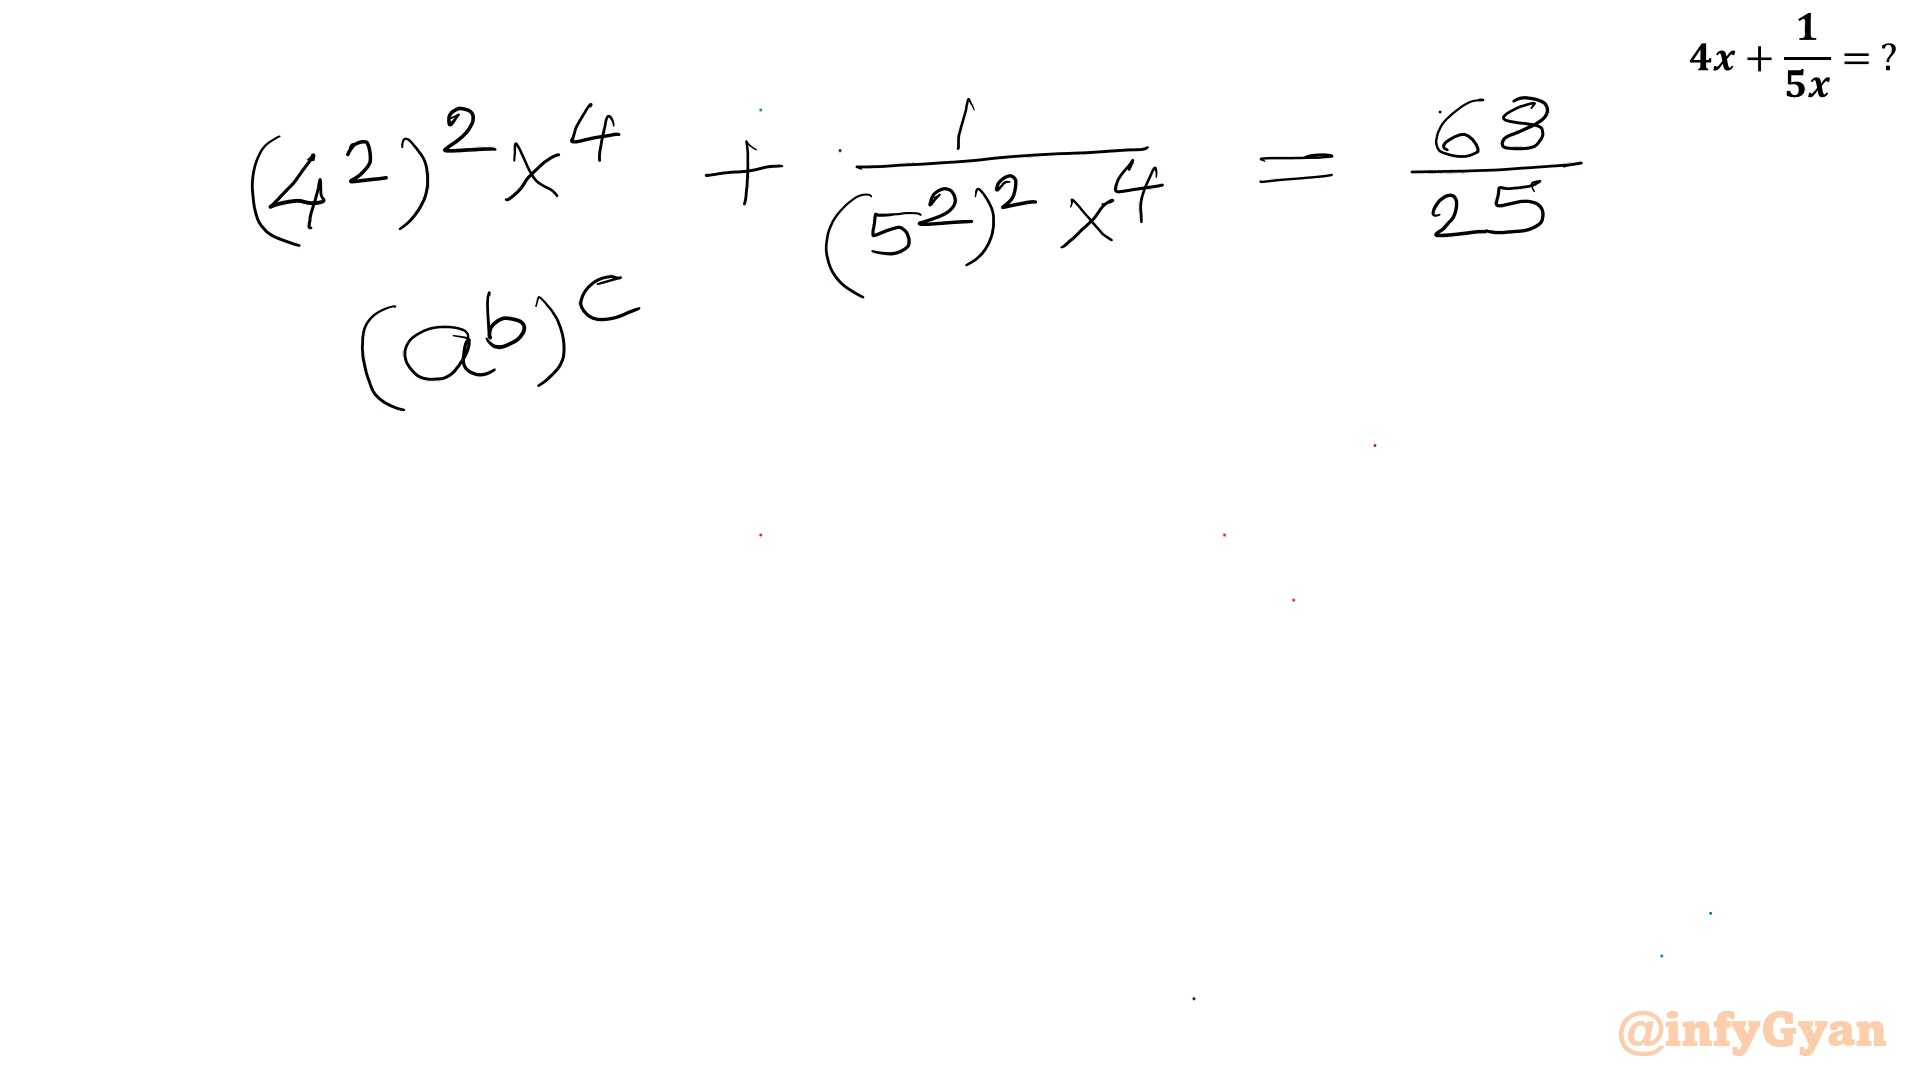 4x + 1/5x = ?
(4²)²x⁴ + 1/(5²)²x⁴ = 68/25
(aᵇ)ᶜ
@infyGyan